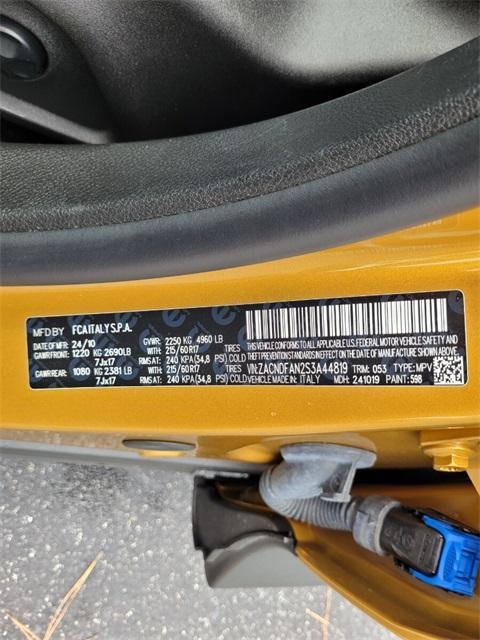 MFD BY FCA ITALY S.P.A.
DATE OF MFR: 24/10 GVWR: 2250 KG 4960 LB
GAWR FRONT: 1220 KG 2690LB WITH: 215/60 R17 TIRES
7Jx17 RIMS AT: 240 KPA(34,8 PSI) COLD
GAWR REAR: 1080 KG 2381 LB WITH: 215/60 R17 TIRES
7Jx17 RIMS AT: 240 KPA(34,8 PSI) COLD
THIS VEHICLE CONFORMS TO ALL APPLICABLE U.S. FEDERAL MOTOR VEHICLE SAFETY,
BUMPER, AND THEFT PREVENTION STANDARDS IN EFFECT ON THE DATE OF MANUFACTURE SHOWN ABOVE.
VIN:ZACNDFAN2S3A44819 TRIM: 053 TYPE:MPV
VEHICLE MADE IN: ITALY MDH: 241019 PAINT: 598